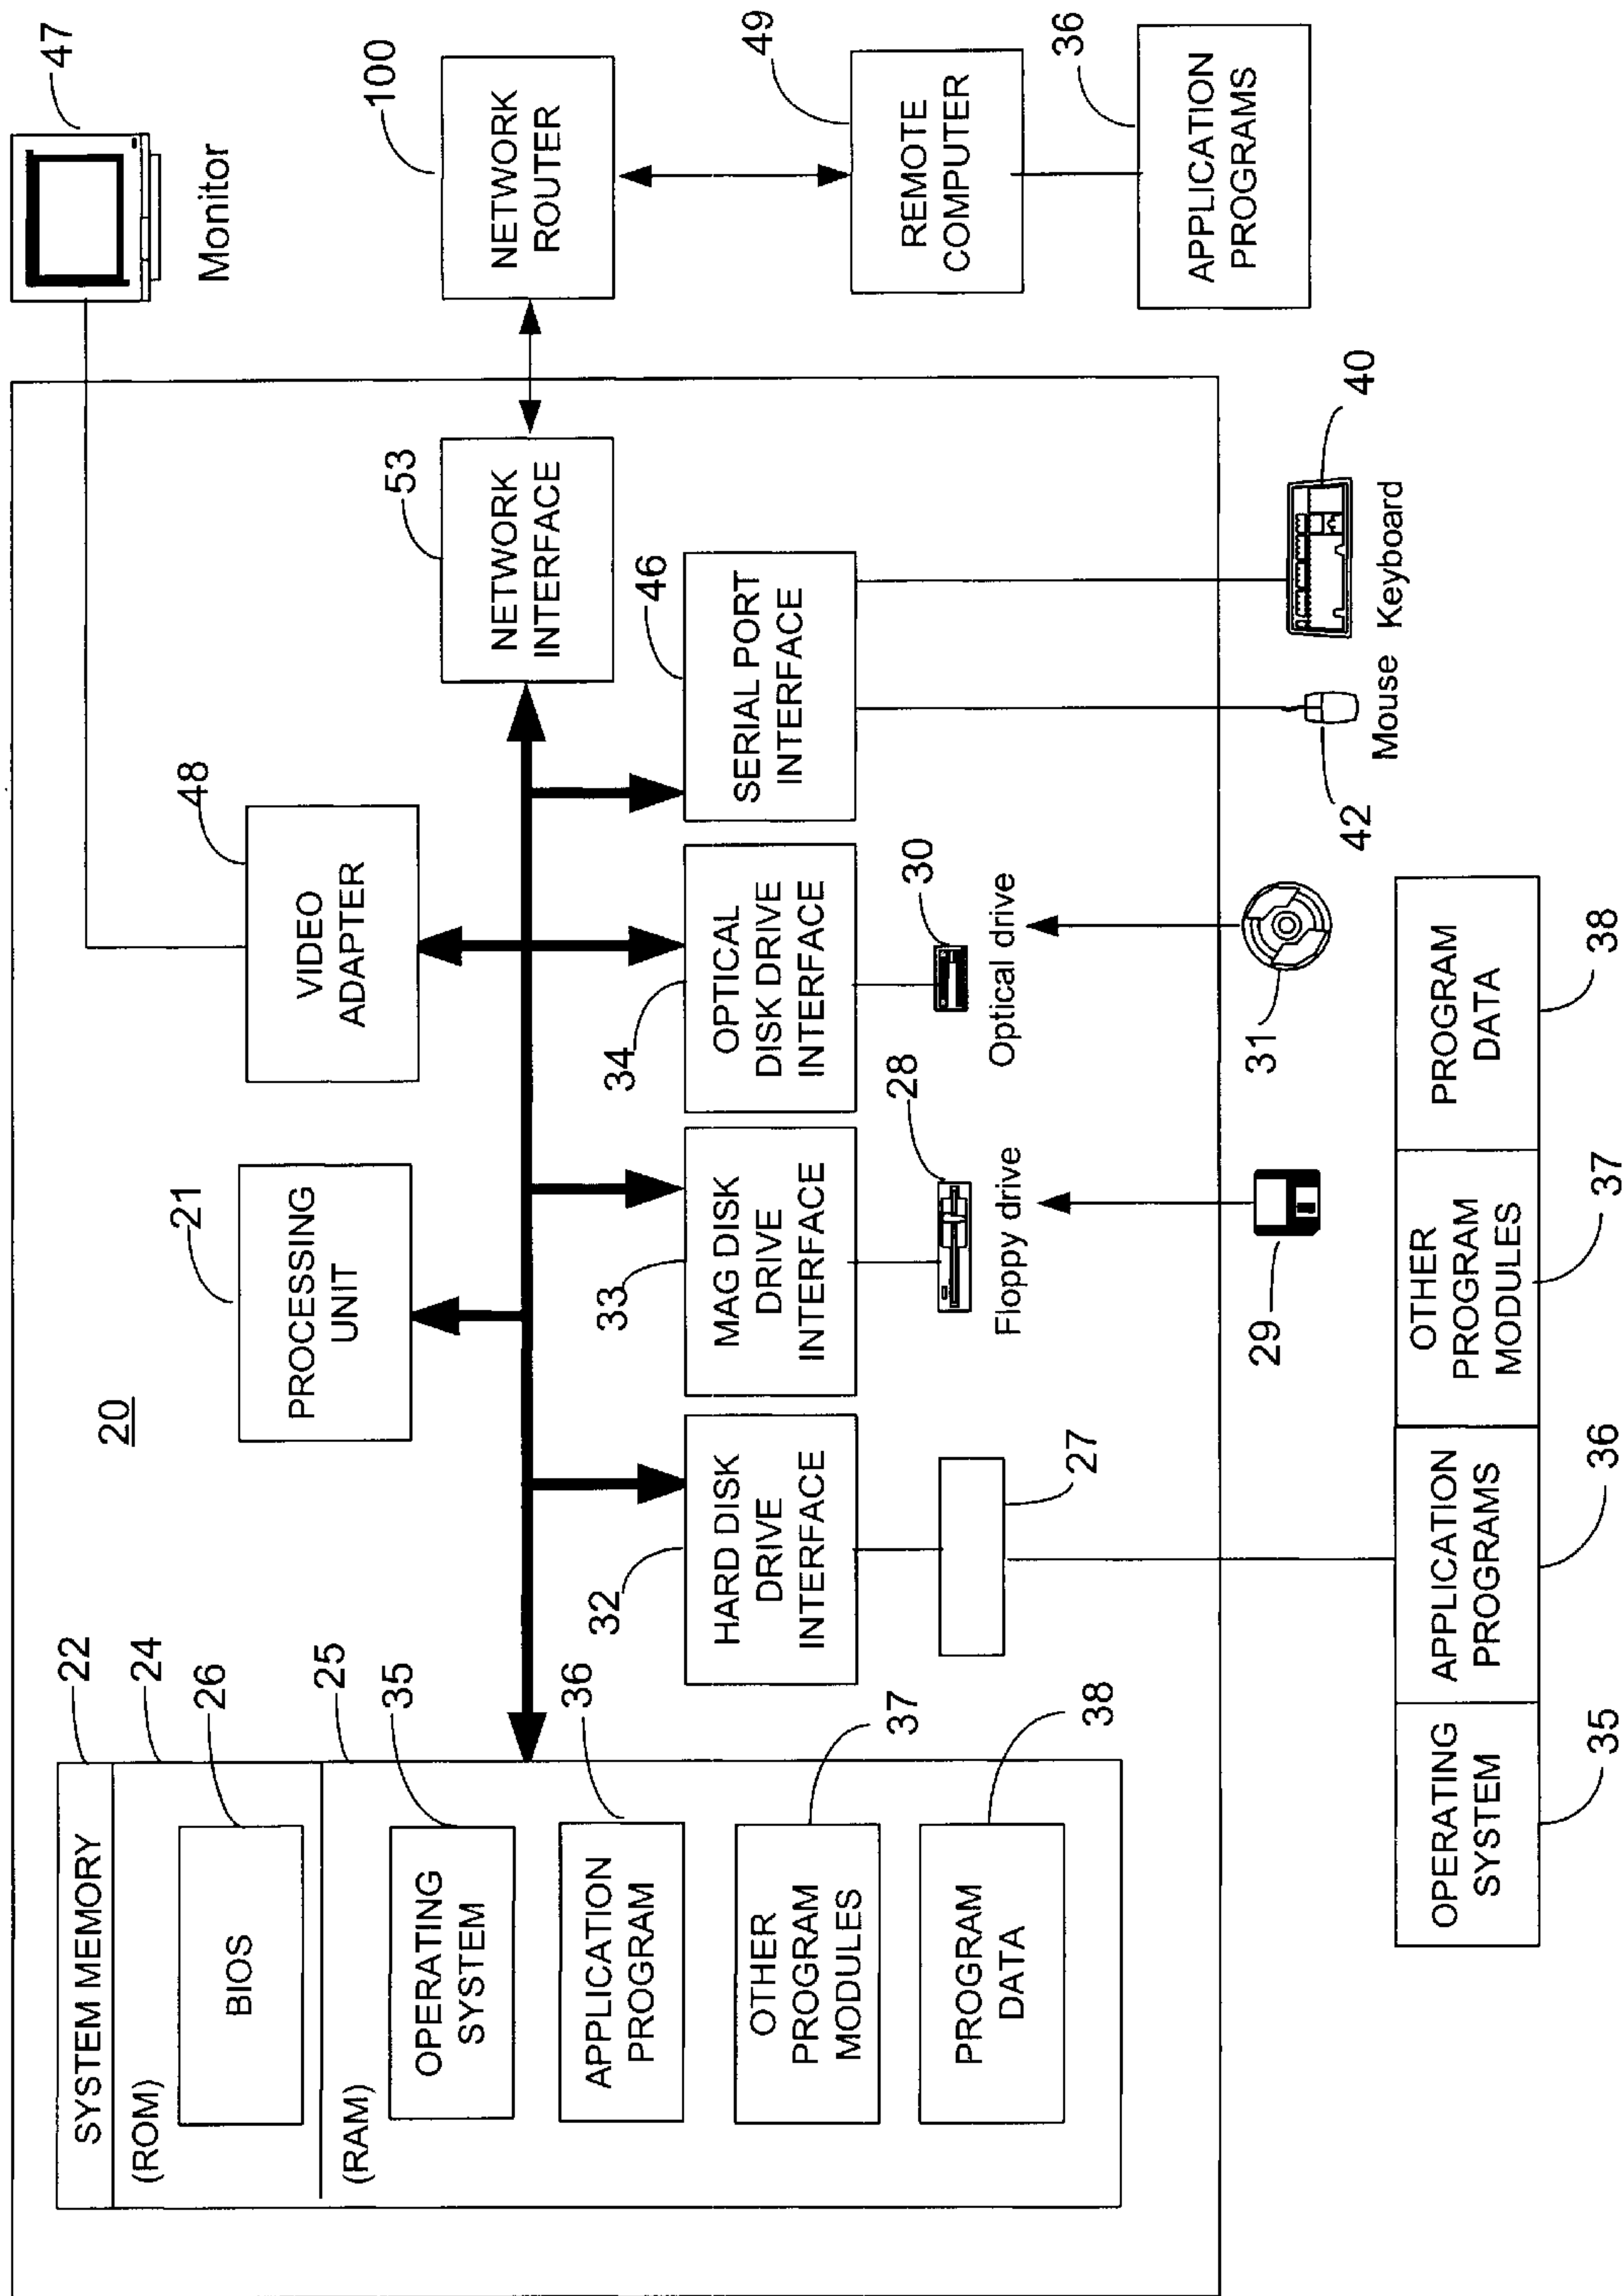 47
Monitor
100
NETWORK
ROUTER
49
REMOTE
COMPUTER
36
APPLICATION
PROGRAMS
20
SYSTEM MEMORY
22
(ROM)
24
BIOS
26
(RAM)
25
OPERATING
SYSTEM
35
APPLICATION
PROGRAM
36
OTHER
PROGRAM
MODULES
37
PROGRAM
DATA
38
21
PROCESSING
UNIT
48
VIDEO
ADAPTER
53
NETWORK
INTERFACE
32
HARD DISK
DRIVE
INTERFACE
33
MAG DISK
DRIVE
INTERFACE
34
OPTICAL
DISK DRIVE
INTERFACE
46
SERIAL PORT
INTERFACE
27
28
Floppy drive
30
Optical drive
29
31
42
Mouse
40
Keyboard
OPERATING
SYSTEM
35
APPLICATION
PROGRAMS
36
OTHER
PROGRAM
MODULES
37
PROGRAM
DATA
38